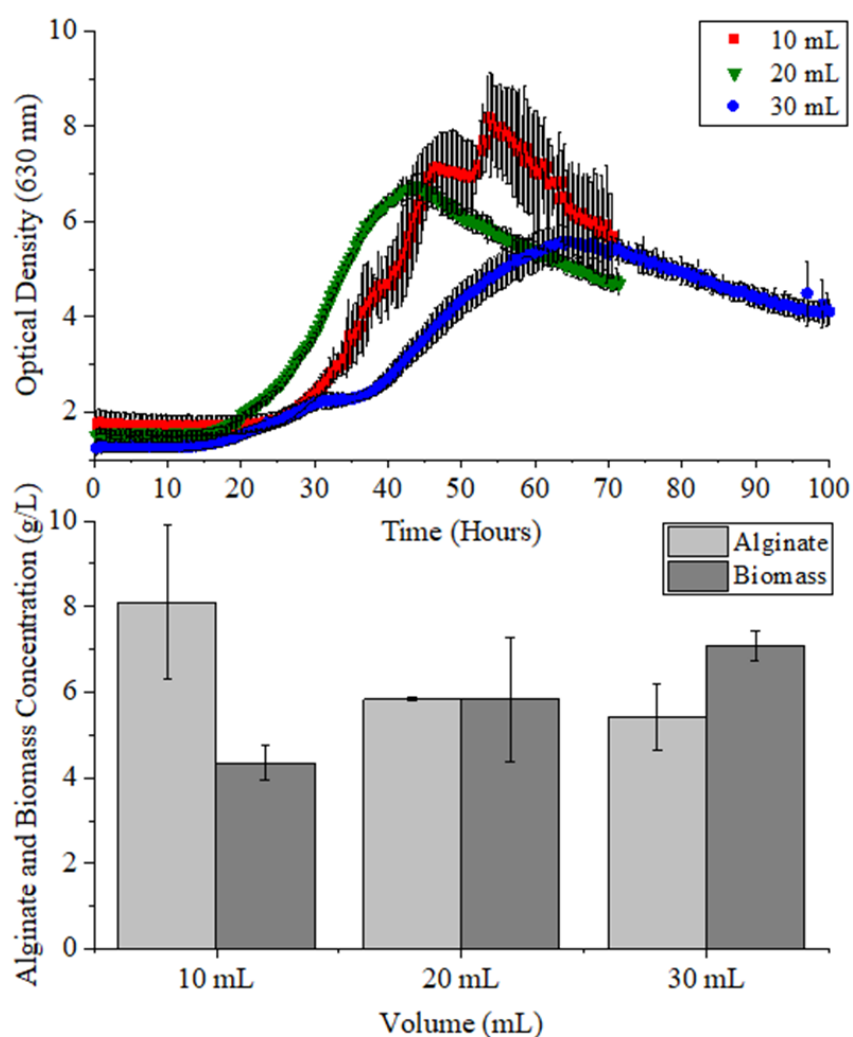 10
8
6
4
2
Optical Density (630 nm)
10 mL
20 mL
30 mL
0 10 20 30 40 50 60 70 80 90 100
Time (Hours)
10
8
6
4
2
0
Alginate and Biomass Concentration (g/L)
Alginate
Biomass
10 mL 20 mL 30 mL
Volume (mL)